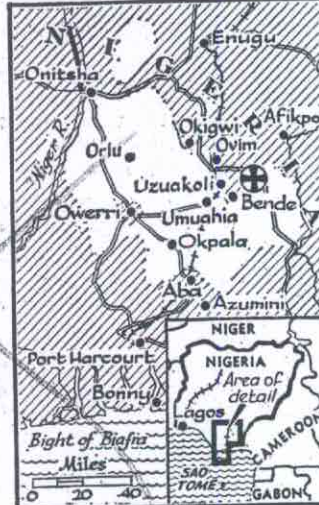 NIGER
Enugu
Onitsha
Afikpo
Okigwi
Niger R.
Orlu
Ovim
Uzuakoli
Bende
Owerri
Umuahia
Okpala
Aba
Azumini
Port Harcourt
Bonny
Bight of Biafra
Miles
0 20 40
NIGER
NIGERIA
Area of
detail
Lagos
CAMEROON
SAO
TOME
GABON